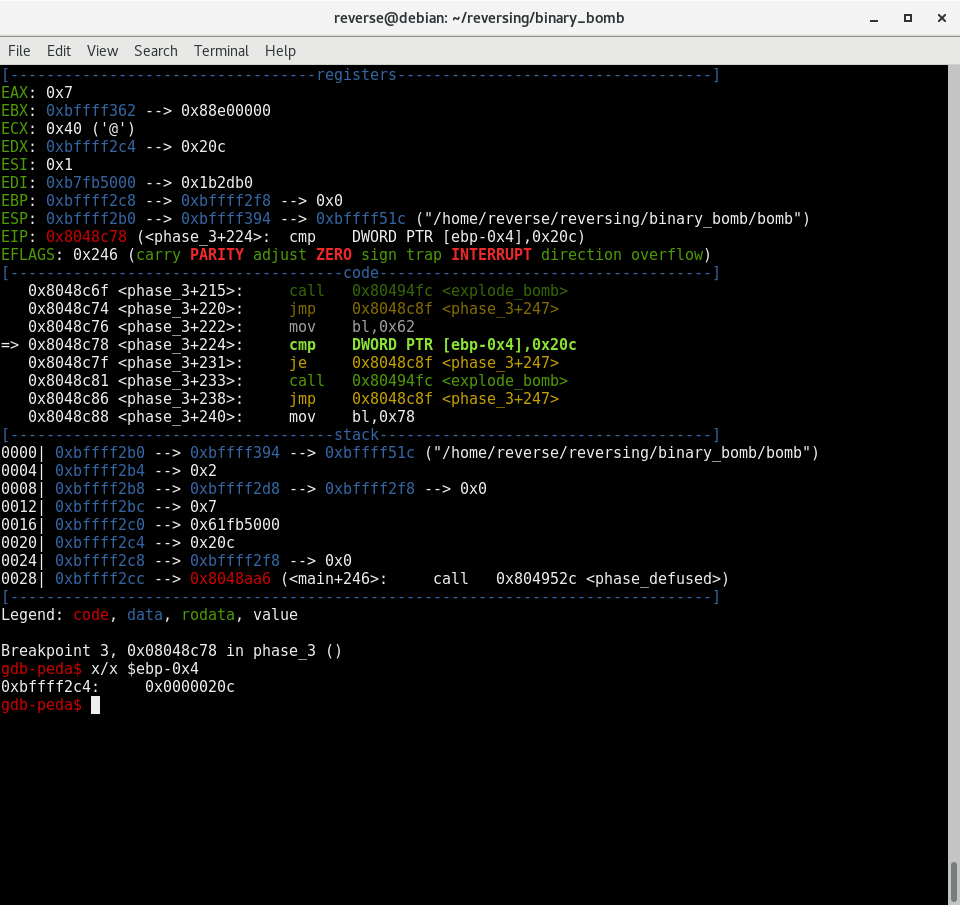 reverse@debian: ~/reversing/binary_bomb
File Edit View Search Terminal Help
[----------------------------------registers-----------------------------------]
EAX: 0x7
EBX: 0xbffff362 --> 0x88e00000
ECX: 0x40 ('@')
EDX: 0xbffff2c4 --> 0x20c
ESI: 0x1
EDI: 0xb7fb5000 --> 0x1b2db0
EBP: 0xbffff2c8 --> 0xbffff2f8 --> 0x0
ESP: 0xbffff2b0 --> 0xbffff394 --> 0xbffff51c ("/home/reverse/reversing/binary_bomb/bomb")
EIP: 0x8048c78 (<phase_3+224>:	cmp    DWORD PTR [ebp-0x4],0x20c)
EFLAGS: 0x246 (carry PARITY adjust ZERO sign trap INTERRUPT direction overflow)
[-------------------------------------code-------------------------------------]
   0x8048c6f <phase_3+215>:	call   0x80494fc <explode_bomb>
   0x8048c74 <phase_3+220>:	jmp    0x8048c8f <phase_3+247>
   0x8048c76 <phase_3+222>:	mov    bl,0x62
=> 0x8048c78 <phase_3+224>:	cmp    DWORD PTR [ebp-0x4],0x20c
   0x8048c7f <phase_3+231>:	je     0x8048c8f <phase_3+247>
   0x8048c81 <phase_3+233>:	call   0x80494fc <explode_bomb>
   0x8048c86 <phase_3+238>:	jmp    0x8048c8f <phase_3+247>
   0x8048c88 <phase_3+240>:	mov    bl,0x78
[------------------------------------stack-------------------------------------]
0000| 0xbffff2b0 --> 0xbffff394 --> 0xbffff51c ("/home/reverse/reversing/binary_bomb/bomb")
0004| 0xbffff2b4 --> 0x2
0008| 0xbffff2b8 --> 0xbffff2d8 --> 0xbffff2f8 --> 0x0
0012| 0xbffff2bc --> 0x7
0016| 0xbffff2c0 --> 0x61fb5000
0020| 0xbffff2c4 --> 0x20c
0024| 0xbffff2c8 --> 0xbffff2f8 --> 0x0
0028| 0xbffff2cc --> 0x8048aa6 (<main+246>:	call   0x804952c <phase_defused>)
[------------------------------------------------------------------------------]
Legend: code, data, rodata, value

Breakpoint 3, 0x08048c78 in phase_3 ()
gdb-peda$ x/x $ebp-0x4
0xbffff2c4:	0x0000020c
gdb-peda$